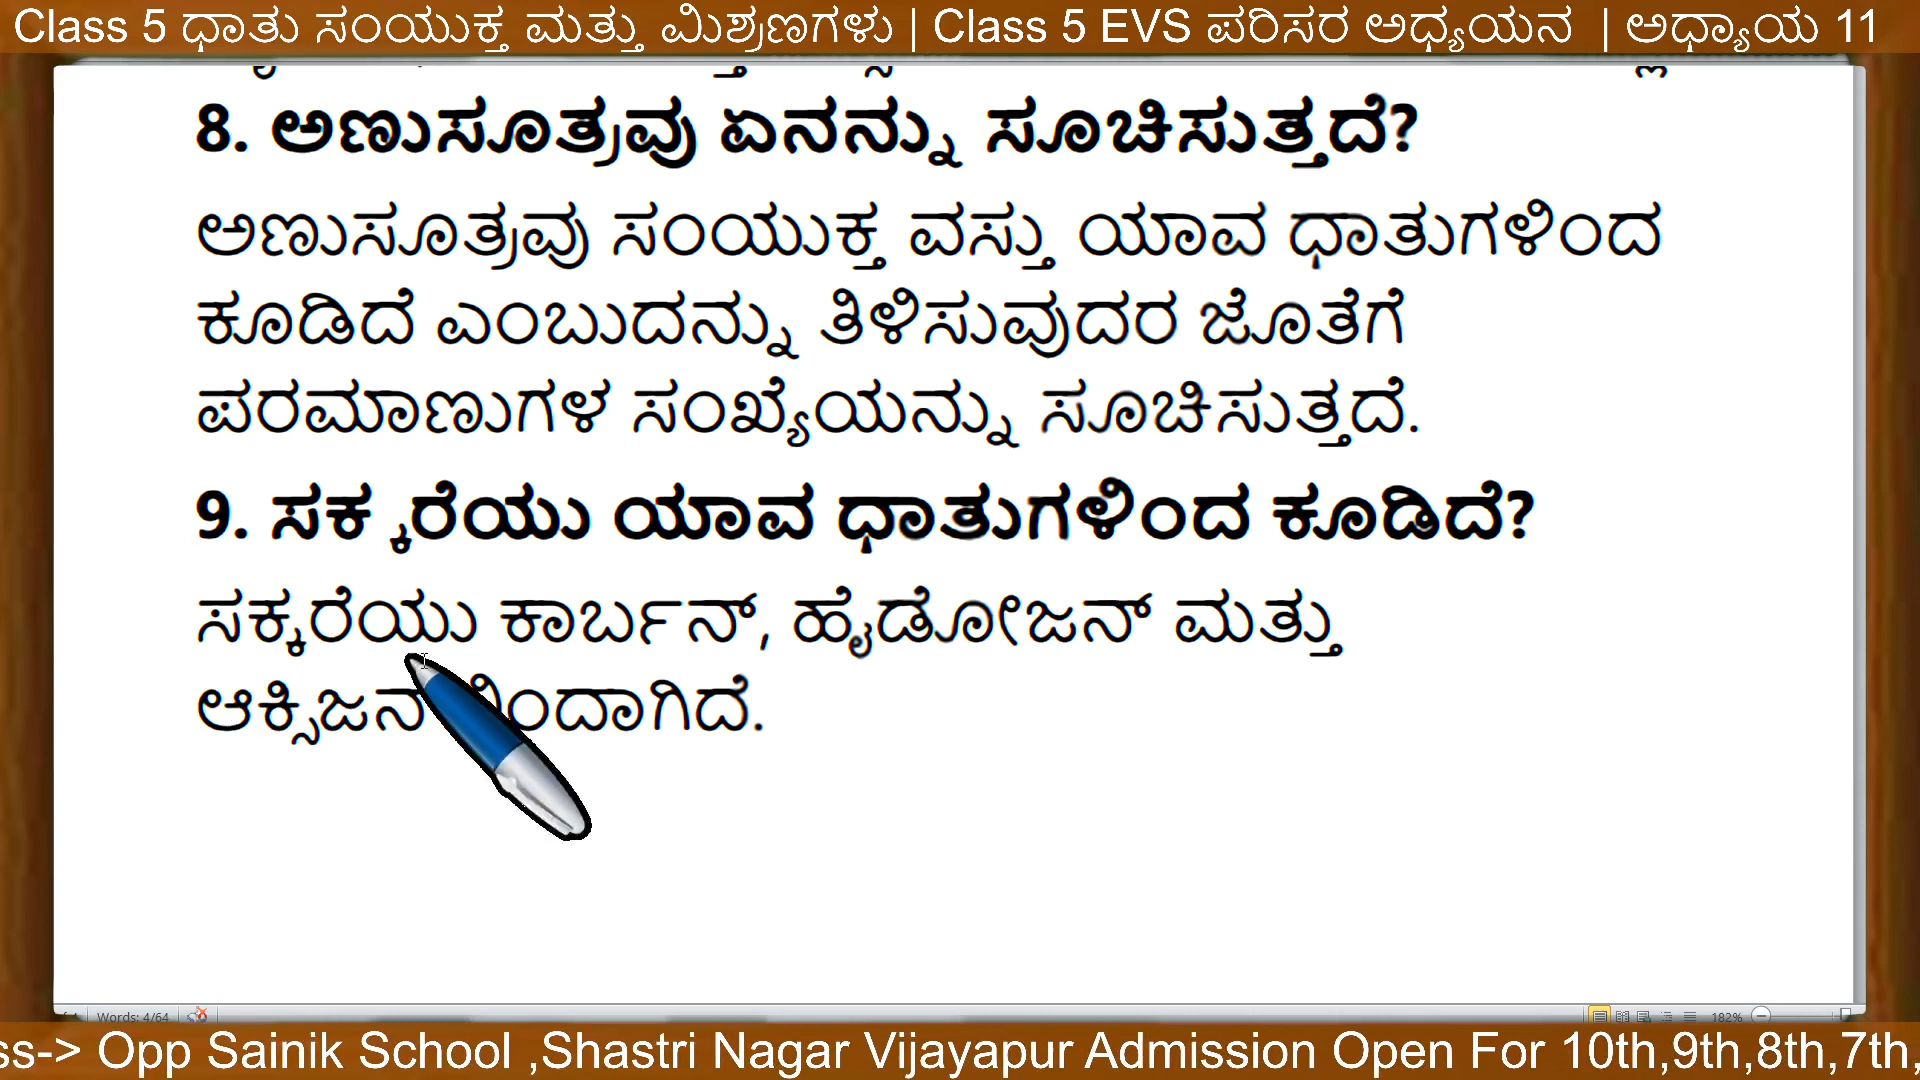 Class 5 ಧಾತು ಸಂಯುಕ್ತ ಮತ್ತು ಮಿಶ್ರಣಗಳು | Class 5 EVS ಪರಿಸರ ಅಧ್ಯಯನ | ಅಧ್ಯಾಯ 11
8. ಅಣುಸೂತ್ರವು ಏನನ್ನು ಸೂಚಿಸುತ್ತದೆ?
ಅಣುಸೂತ್ರವು ಸಂಯುಕ್ತ ವಸ್ತು ಯಾವ ಧಾತುಗಳಿಂದ
ಕೂಡಿದೆ ಎಂಬುದನ್ನು ತಿಳಿಸುವುದರ ಜೊತೆಗೆ
ಪರಮಾಣುಗಳ ಸಂಖ್ಯೆಯನ್ನು ಸೂಚಿಸುತ್ತದೆ.
9. ಸಕ್ಕರೆಯು ಯಾವ ಧಾತುಗಳಿಂದ ಕೂಡಿದೆ?
ಸಕ್ಕರೆಯು ಕಾರ್ಬನ್, ಹೈಡೋಜನ್ ಮತ್ತು
ಆಕ್ಸಿಜನ್ನಿಂದಾಗಿದೆ.
Words: 4/64 182%
ss-> Opp Sainik School ,Shastri Nagar Vijayapur Admission Open For 10th,9th,8th,7th,